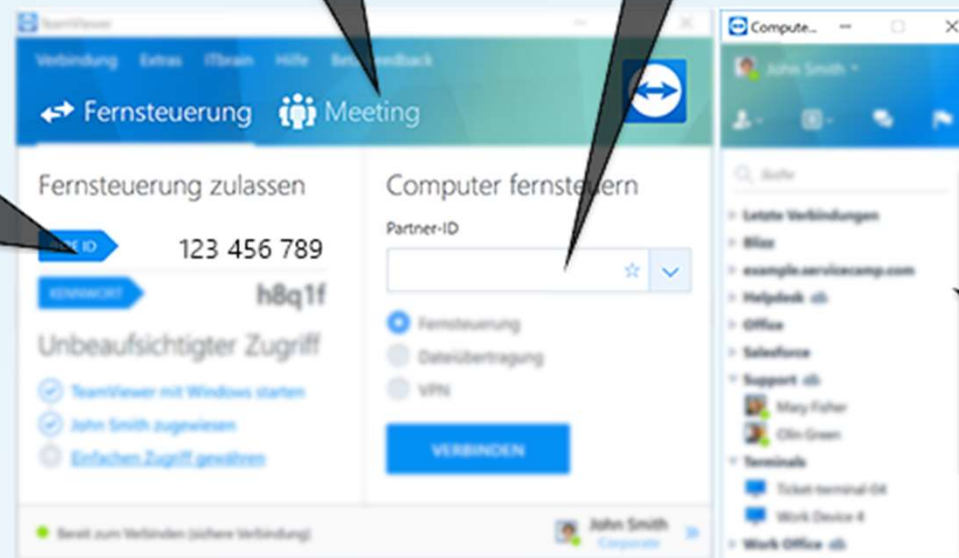 TeamViewer
Verbindung Extras ITbrain Hilfe
Fernsteuerung Meeting
Fernsteuerung zulassen
123 456 789
KENNWORT h8q1f
Unbeaufsichtigter Zugriff
TeamViewer mit Windows starten
John Smith zugewiesen
Einfachen Zugriff gewähren
Computer fernsteuern
Partner-ID
Fernsteuerung
Dateiübertragung
VPN
VERBINDEN
Bereit zum Verbinden (sichere Verbindung)
John Smith
Corporate
Compute...
John Smith
Suche
Letzte Verbindungen
example.servicecamp.com
Helpdesk
Office
Salesforce
Support
Mary Fisher
Olin Green
Terminals
Ticket-terminal-04
Work Device 4
Work Office